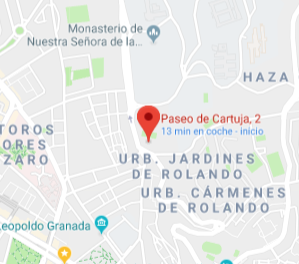 Monasterio de
Nuestra Señora de la...
HAZA
Paseo de Cartuja, 2
13 min en coche - inicio
TOROS
ORES
ZARO
URB. JARDINES
DE ROLANDO
URB. CÁRMENES
DE ROLANDO
Leopoldo Granada